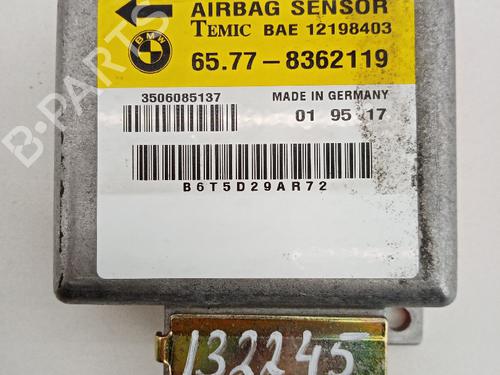 AIRBAG SENSOR
TEMIC BAE 12198403
BMW
65.77-8362119
3506085137
MADE IN GERMANY
01 95 17
B6T5D29AR72
132245
B-PARTS